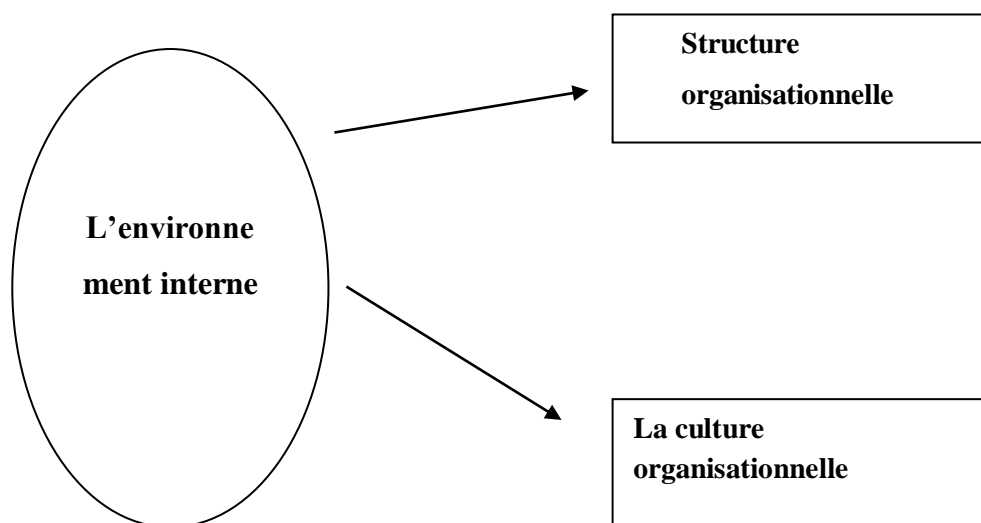 Structure
organisationnelle
L’environne
ment interne
La culture
organisationnelle